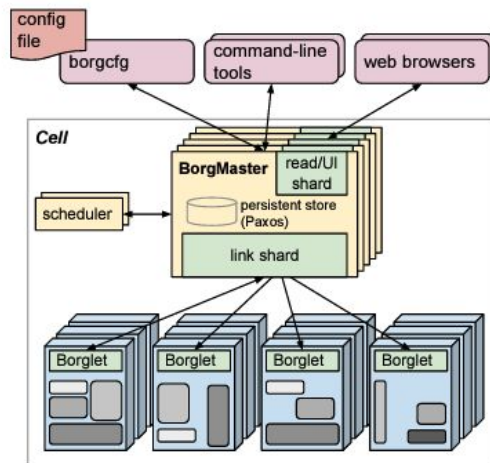 config
file
borgcfg
command-line
tools
web browsers
Cell
BorgMaster
read/UI
shard
persistent store
(Paxos)
scheduler
link shard
Borglet
Borglet
Borglet
Borglet